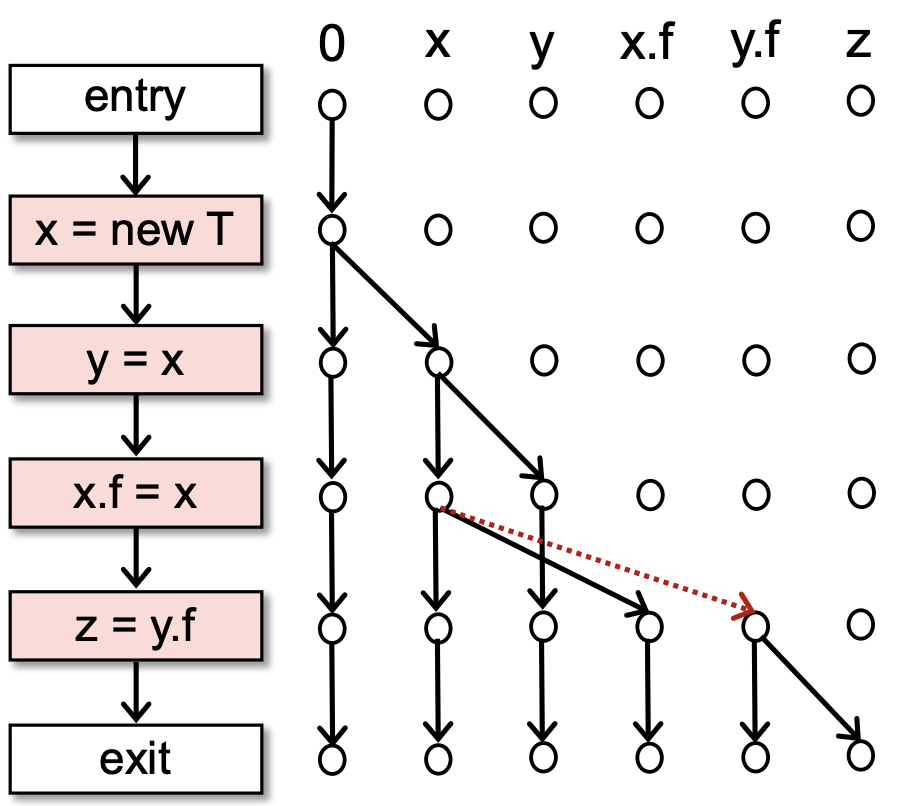 0 x y x.f y.f z
entry
x = new T
y = x
x.f = x
z = y.f
exit